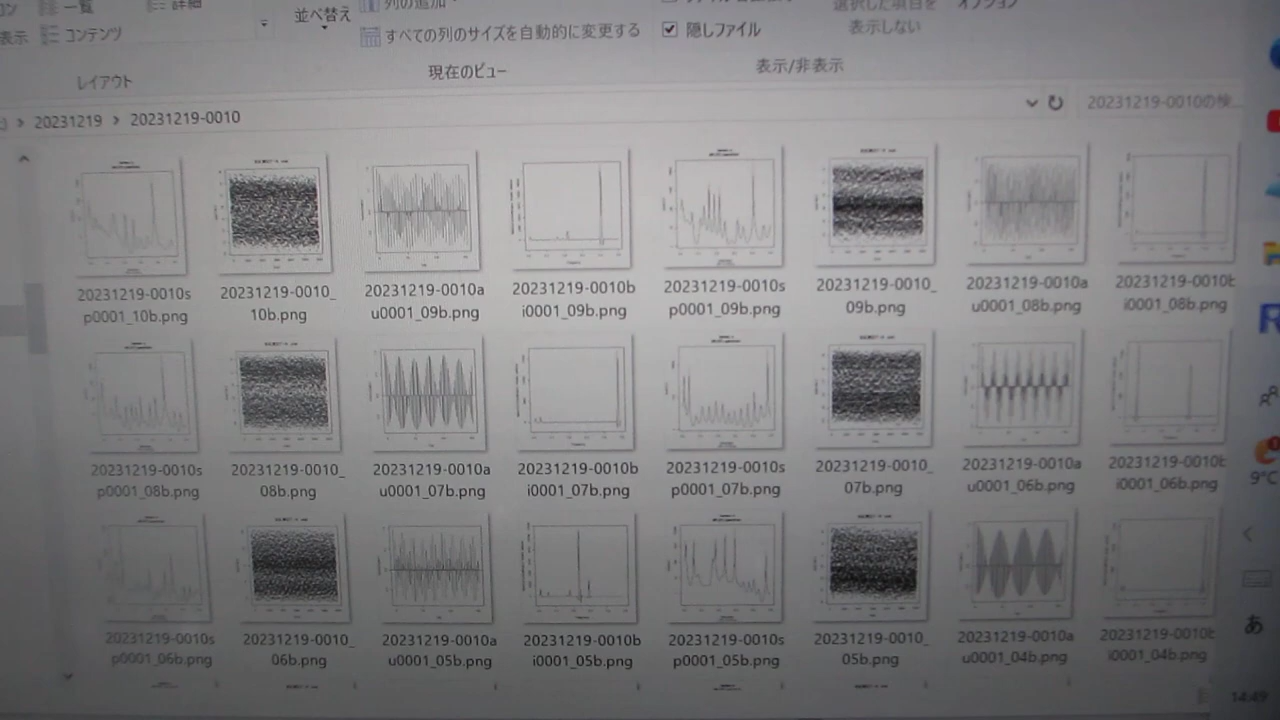 一覧
詳細
並べ替え
列の追加
選択した項目を
オプション
表示
コンテンツ
すべての列のサイズを自動的に変更する
隠しファイル
表示しない
レイアウト
現在のビュー
表示/非表示
20231219 > 20231219-0010
20231219-0010の検...
20231219-0010s
p0001_10b.png
20231219-0010_
10b.png
20231219-0010a
u0001_09b.png
20231219-0010b
i0001_09b.png
20231219-0010s
p0001_09b.png
20231219-0010_
09b.png
20231219-0010a
u0001_08b.png
20231219-0010b
i0001_08b.png
20231219-0010s
p0001_08b.png
20231219-0010_
08b.png
20231219-0010a
u0001_07b.png
20231219-0010b
i0001_07b.png
20231219-0010s
p0001_07b.png
20231219-0010_
07b.png
20231219-0010a
u0001_06b.png
20231219-0010b
i0001_06b.png
20231219-0010s
p0001_06b.png
20231219-0010_
06b.png
20231219-0010a
u0001_05b.png
20231219-0010b
i0001_05b.png
20231219-0010s
p0001_05b.png
20231219-0010_
05b.png
20231219-0010a
u0001_04b.png
20231219-0010b
i0001_04b.png
R
9°C
あ
14:49